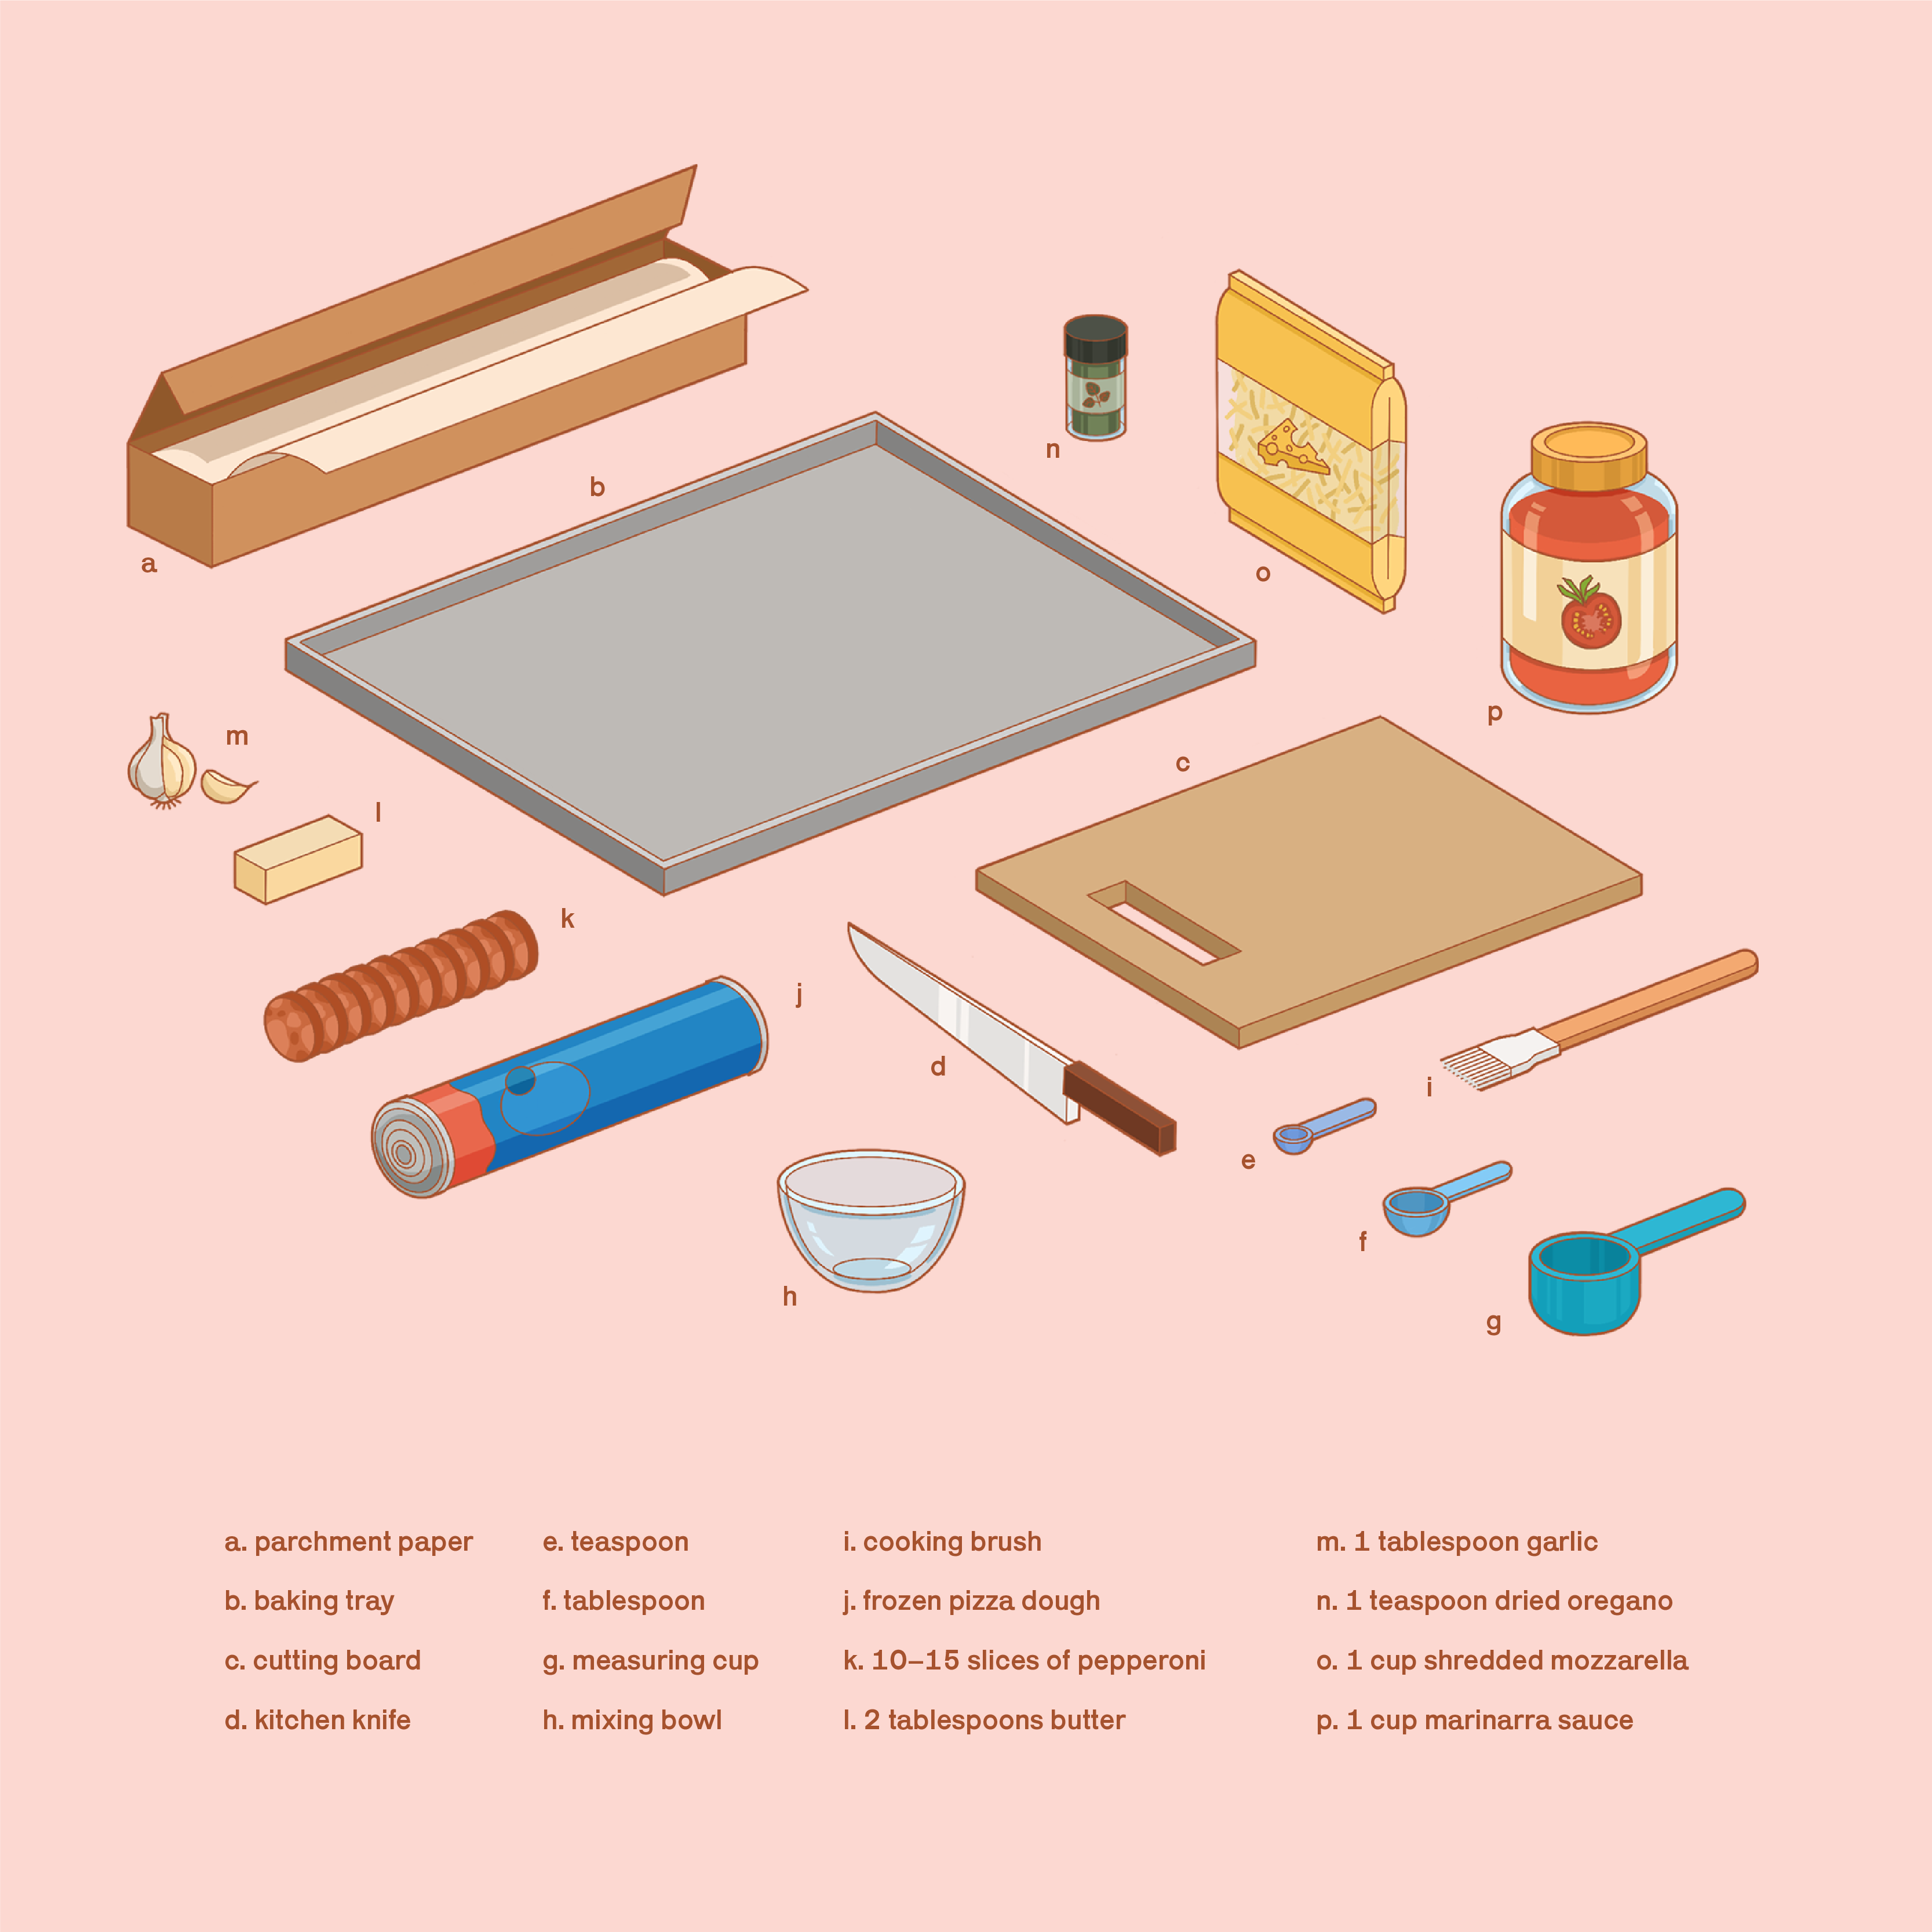 n
b
o
a
p
m
c
l
k
j
d
i
e
f
h
g
a. parchment paper
b. baking tray
c. cutting board
d. kitchen knife
e. teaspoon
f. tablespoon
g. measuring cup
h. mixing bowl
i. cooking brush
j. frozen pizza dough
k. 10–15 slices of pepperoni
l. 2 tablespoons butter
m. 1 tablespoon garlic
n. 1 teaspoon dried oregano
o. 1 cup shredded mozzarella
p. 1 cup marinarra sauce